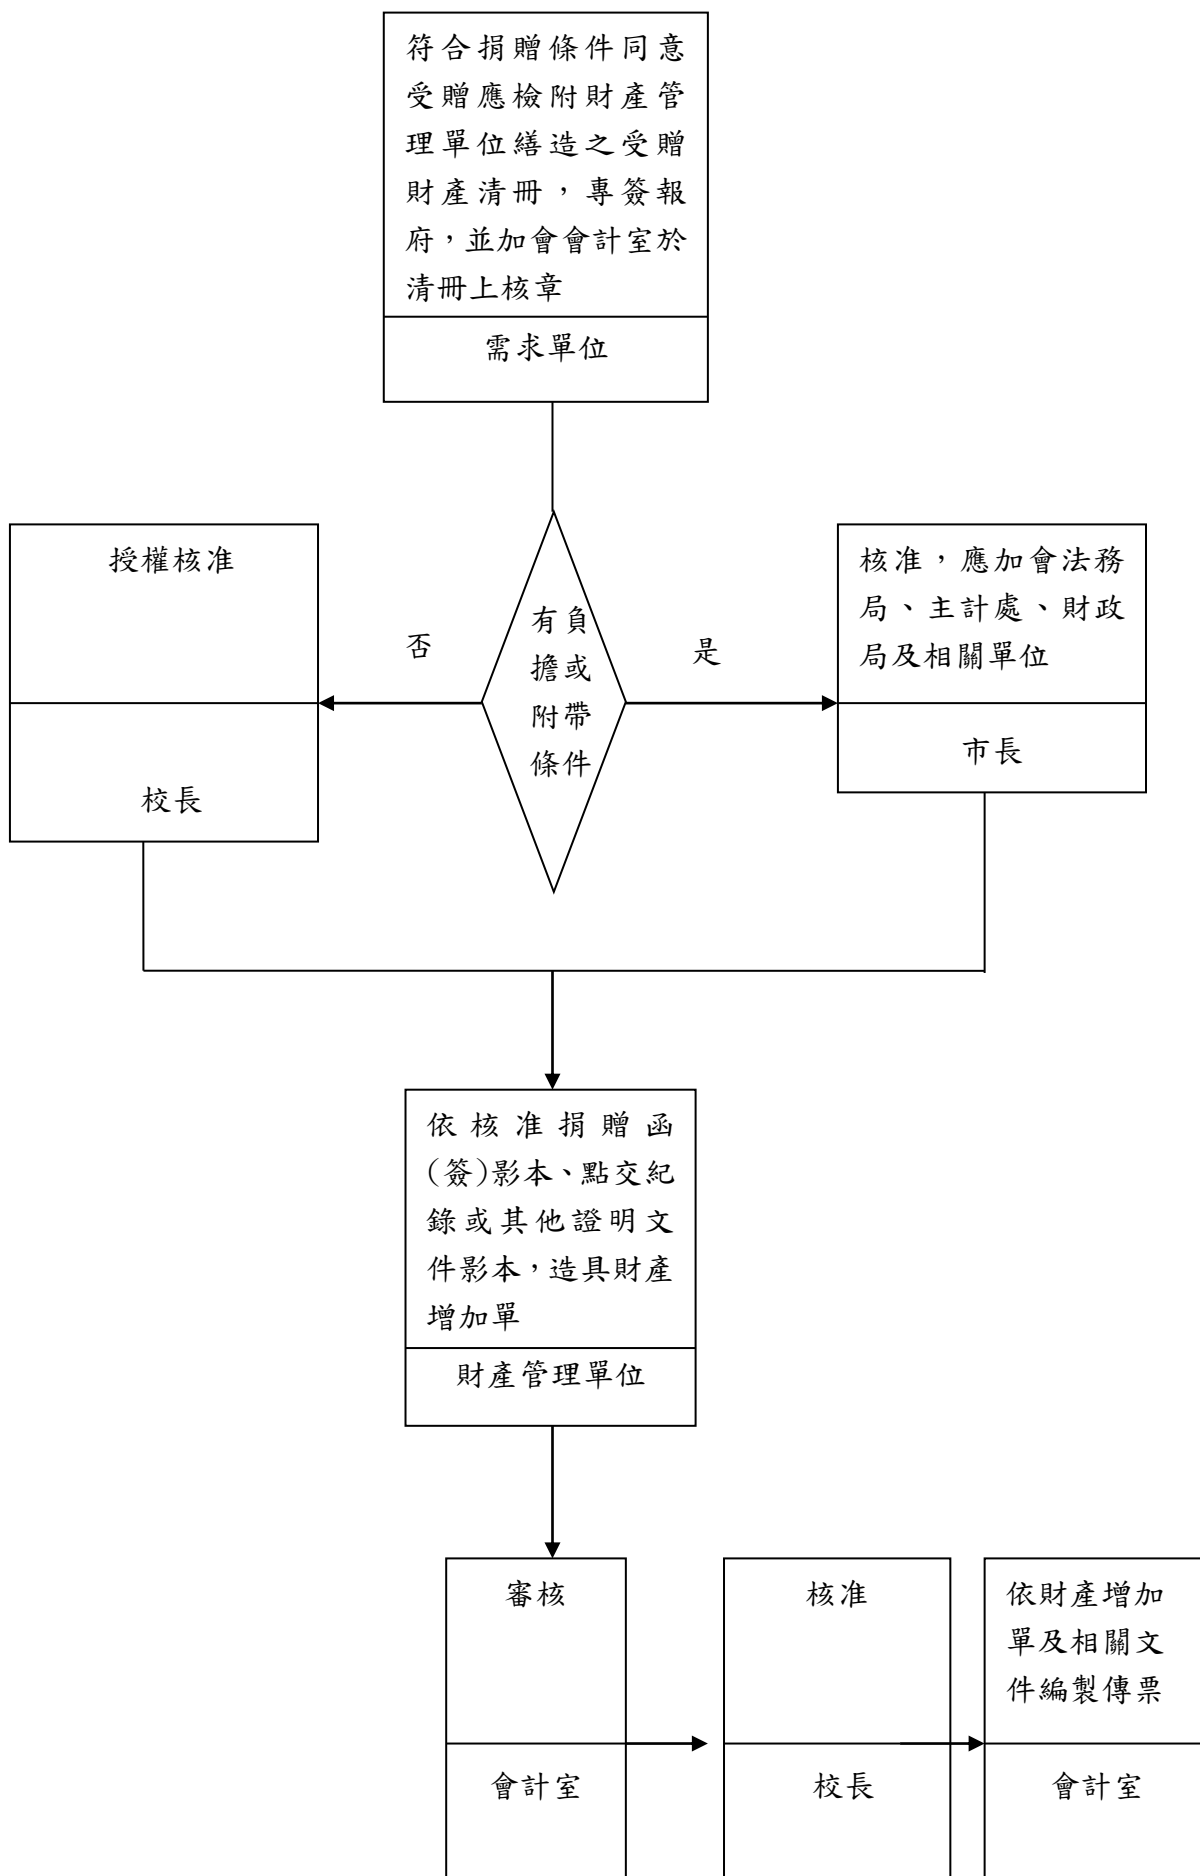 符合捐贈條件同意
受贈應檢附財產管
理單位繕造之受贈
財產清冊，專簽報
府，並加會會計室於
清冊上核章
需求單位
授權核准
校長
否
有負
擔或
附帶
條件
是
核准，應加會法務
局、主計處、財政
局及相關單位
市長
依核准捐贈函
(簽)影本、點交紀
錄或其他證明文
件影本，造具財產
增加單
財產管理單位
審核
會計室
核准
校長
依財產增加
單及相關文
件編製傳票
會計室